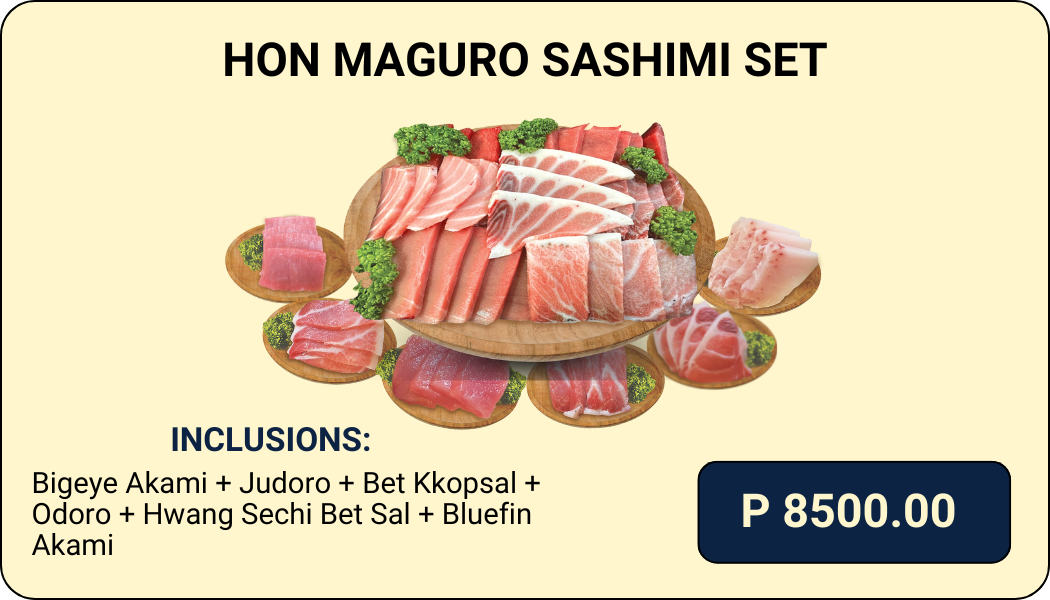 HON MAGURO SASHIMI SET
INCLUSIONS:
Bigeye Akami + Judoro + Bet Kkopsal +
Odoro + Hwang Sechi Bet Sal + Bluefin
Akami
P 8500.00